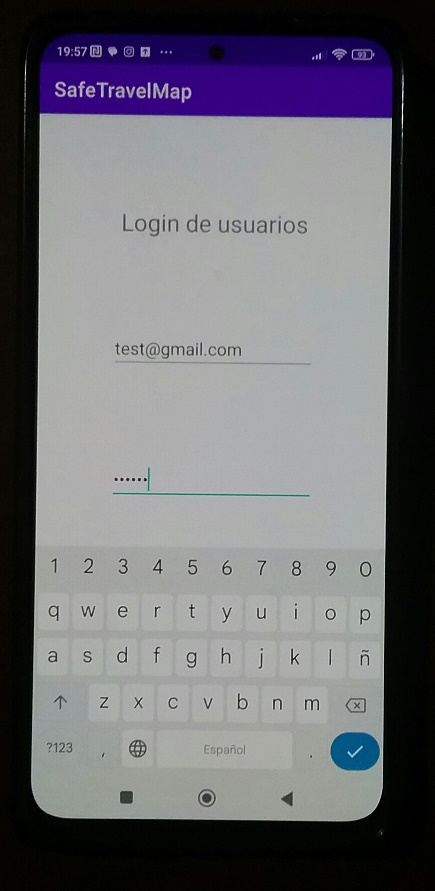 19:57
93
SafeTravelMap
Login de usuarios
test@gmail.com
••••••
1 2 3 4 5 6 7 8 9 0
q w e r t y u i o p
a s d f g h j k l ñ
z x c v b n m
?123 , Español .